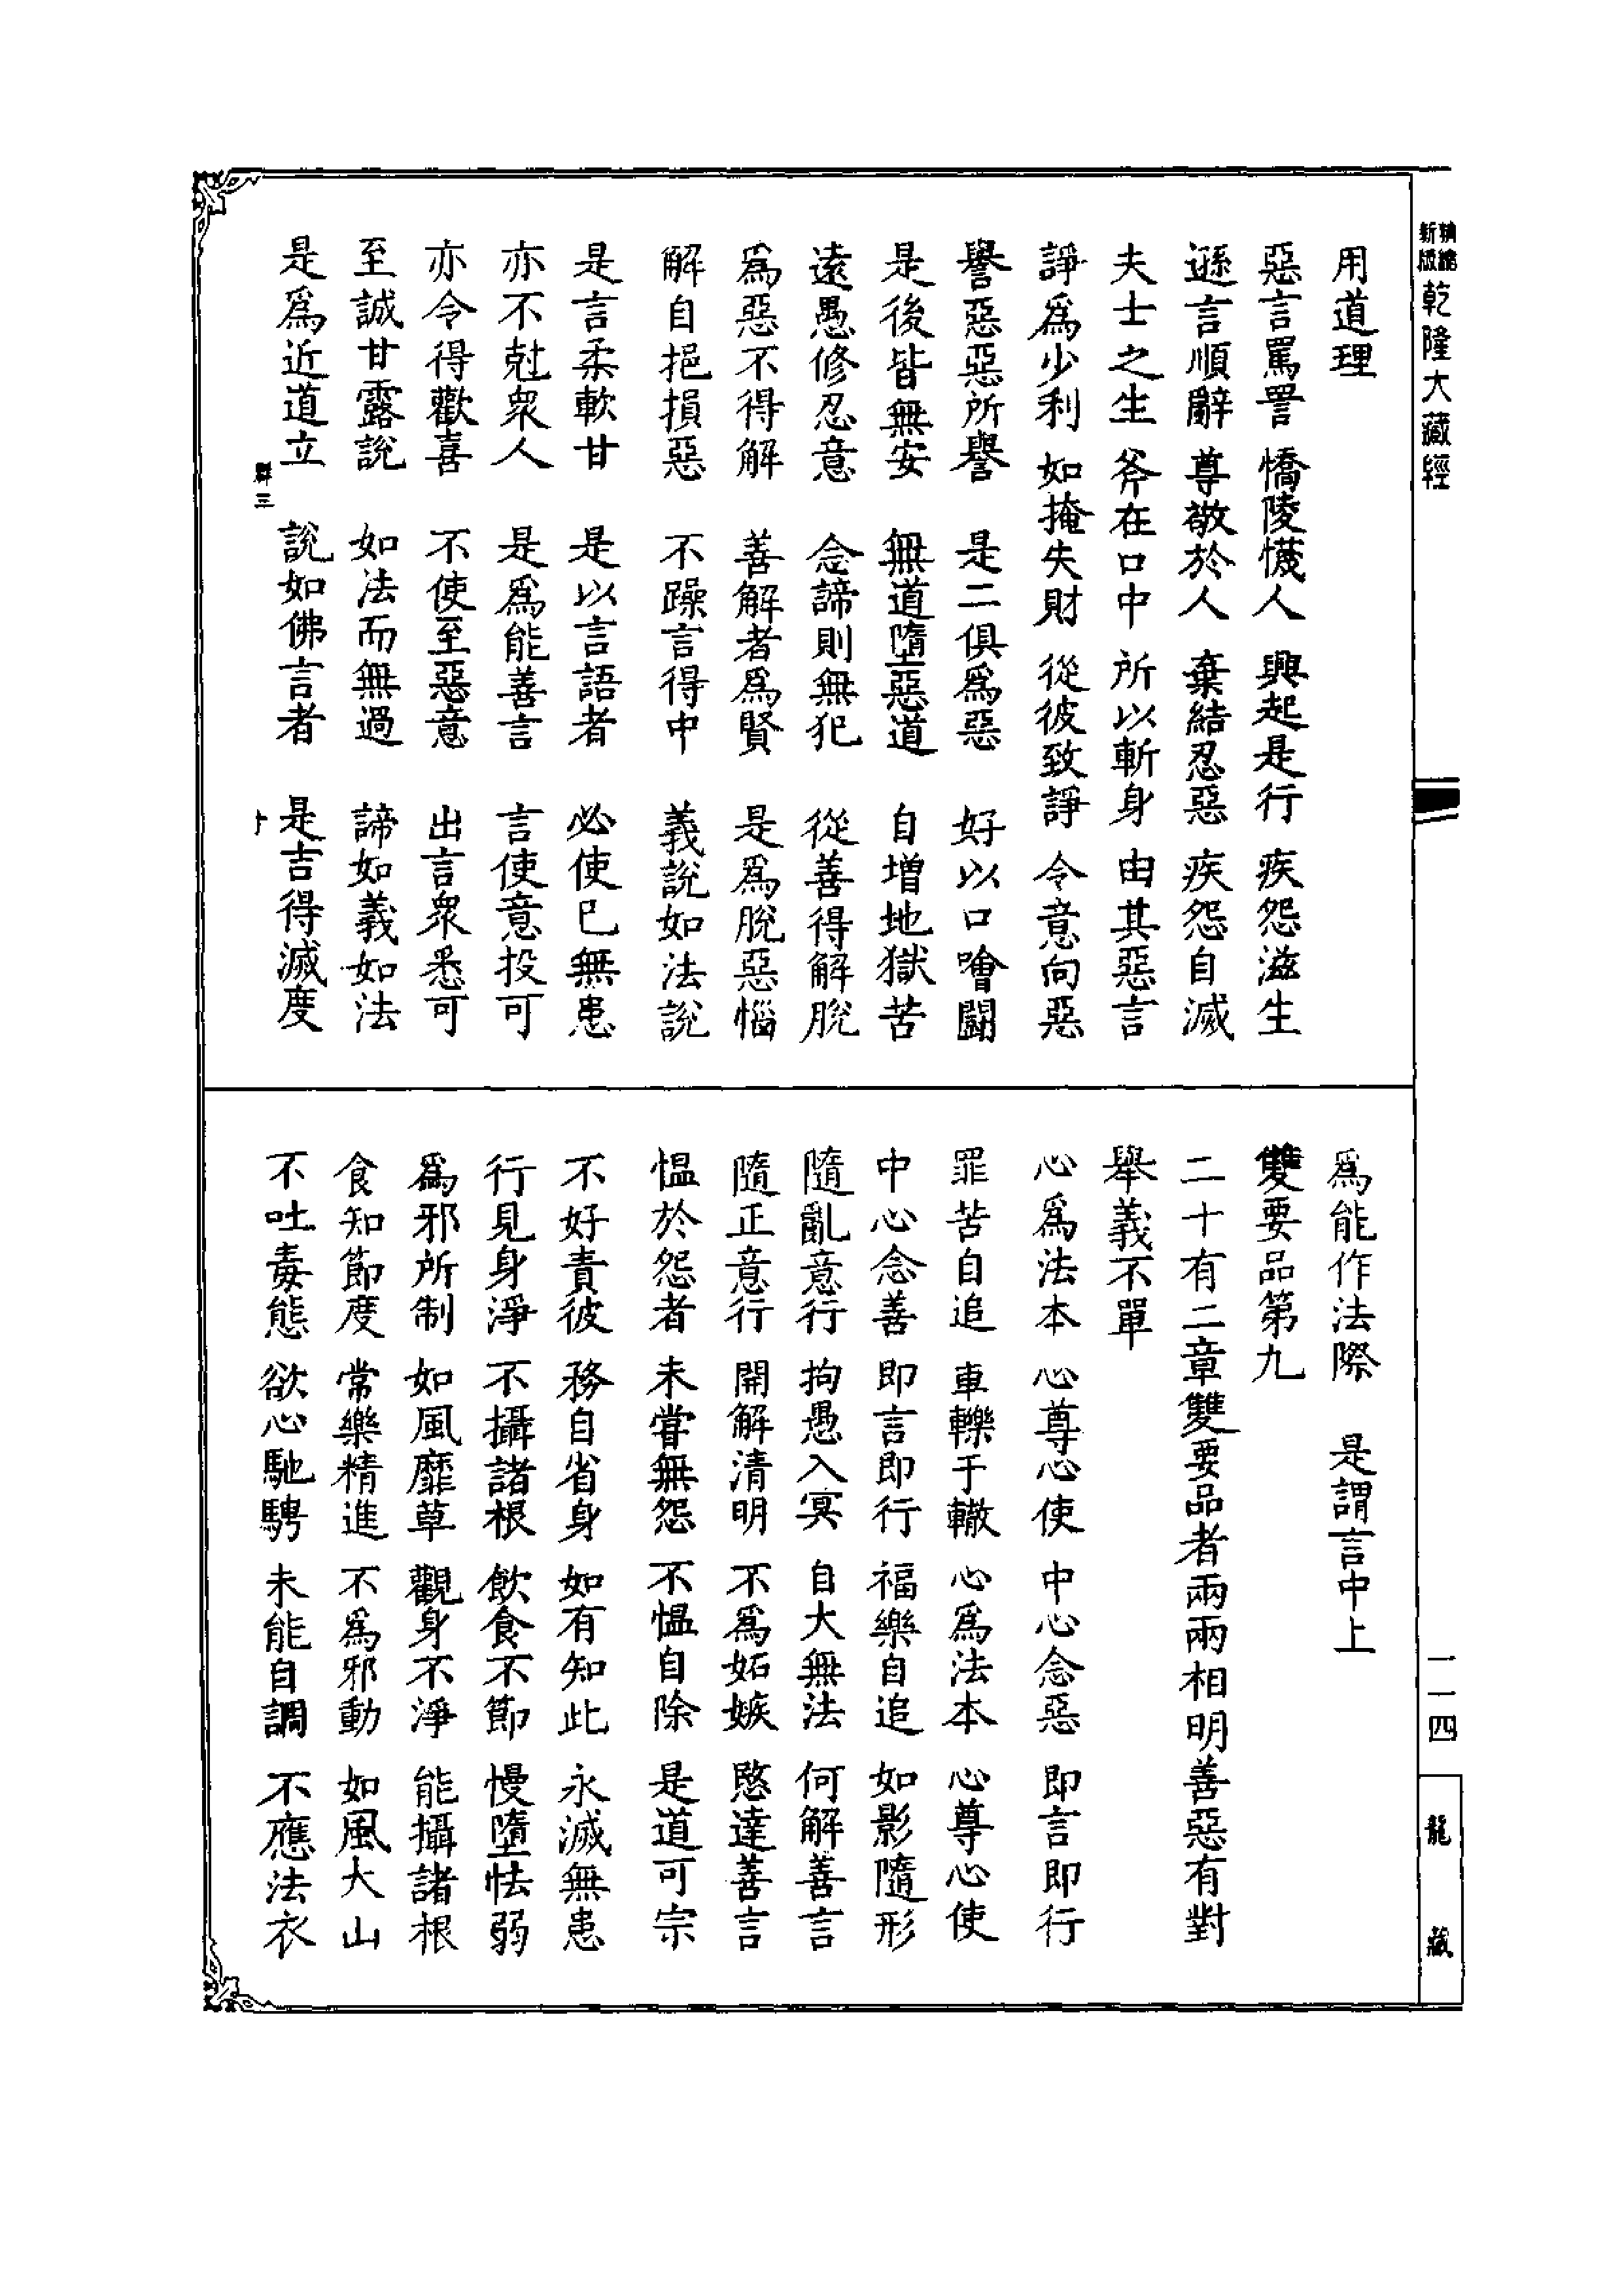 乾隆大藏經
一一四
龍藏
用道理
惡言罵詈 憍陵懱人 興起是行 疾怨滋生
遜言順辭 尊敬於人 棄結忍惡 疾怨自滅
夫士之生 斧在口中 所以斬身 由其惡言
諍爲少利 如掩失財 從彼致諍 令意向惡
譽惡惡所譽 是二俱爲惡 好以口噲鬬
是後皆無安 無道墮惡道 自增地獄苦
遠愚修忍意 念諦則無犯 從善得解脫
爲惡不得解 善解者爲賢 是爲脫惡惱
解自挹損惡 不躁言得中 義說如法說
是言柔軟甘 是以言語者 必使已無患
亦不尅衆人 是爲能善言 言使意投可
亦令得歡喜 不使至惡意 出言衆悉可
至誠甘露說 如法而無過 諦如義如法
是爲近道立 說如佛言者 是吉得滅度
群三
爲能作法際 是謂言中上
雙要品第九
二十有二章雙要品者兩兩相明善惡有對
舉義不單
心爲法本 心尊心使 中心念惡 即言即行
罪苦自追 車轢于轍 心爲法本 心尊心使
中心念善 即言即行 福樂自追 如影隨形
隨亂意行 拘愚入冥 自大無法 何解善言
隨正意行 開解清明 不爲妬嫉 愍達善言
愠於怨者 未嘗無怨 不愠自除 是道可宗
不好責彼 務自省身 如有知此 永滅無患
行見身淨 不攝諸根 飲食不節 慢墮怯弱
爲邪所制 如風靡草 觀身不淨 能攝諸根
食知節度 常樂精進 不爲邪動 如風大山
不吐毒態 欲心馳騁 未能自調 不應法衣